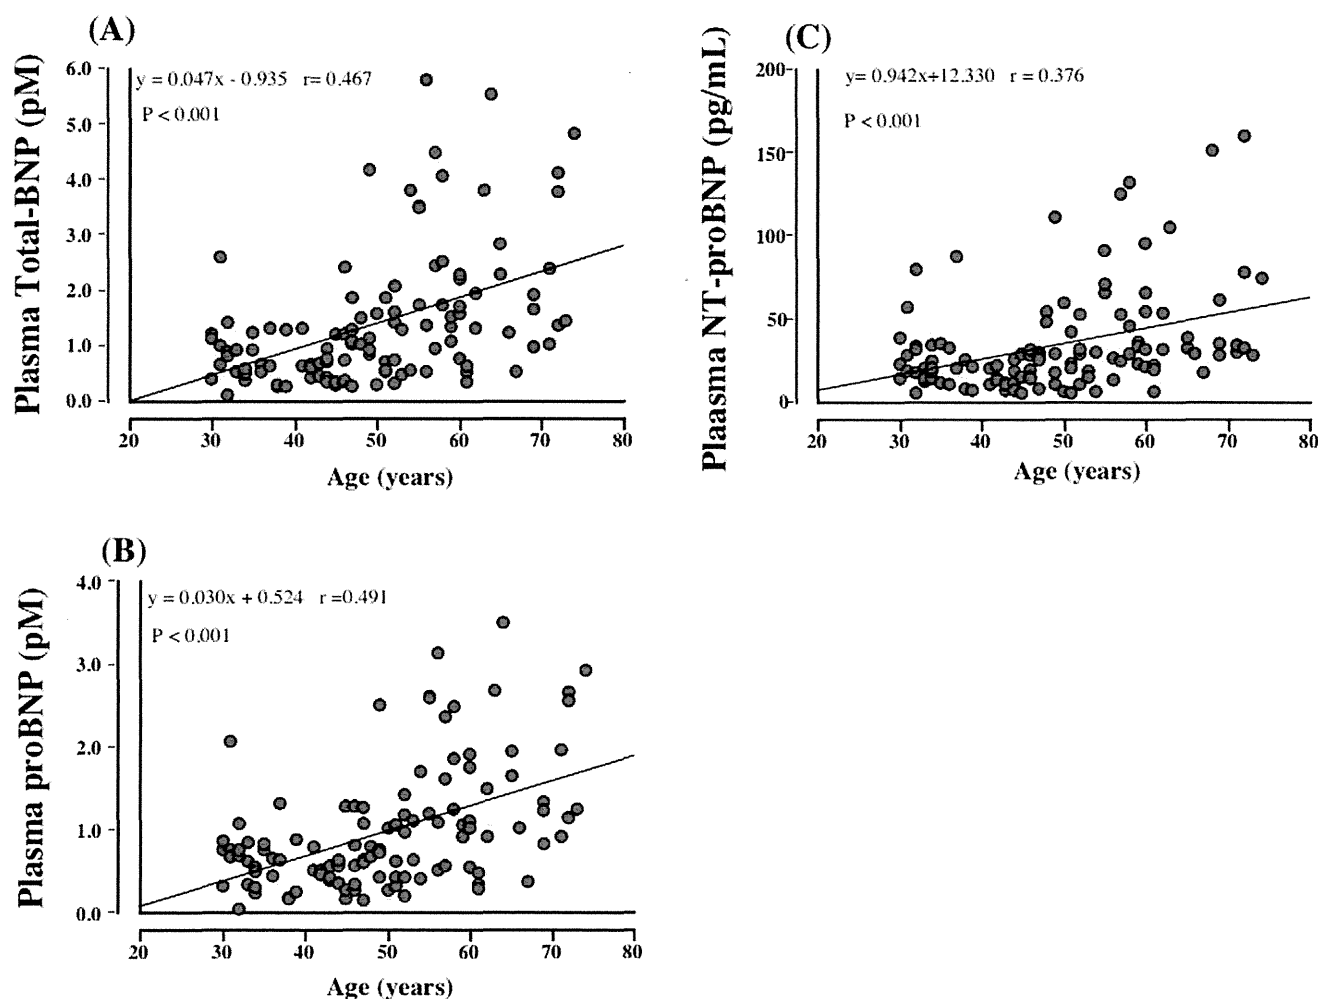 (A)
Plasma Total-BNP (pM)
y = 0.047x - 0.935 r= 0.467
P < 0.001
6.0
5.0
4.0
3.0
2.0
1.0
0.0
20 30 40 50 60 70 80
Age (years)
(C)
Plaasma NT-proBNP (pg/mL)
y= 0.942x+12.330 r = 0.376
P < 0.001
200
150
100
50
0
20 30 40 50 60 70 80
Age (years)
(B)
Plasma proBNP (pM)
y = 0.030x + 0.524 r =0.491
P < 0.001
4.0
3.0
2.0
1.0
0.0
20 30 40 50 60 70 80
Age (years)